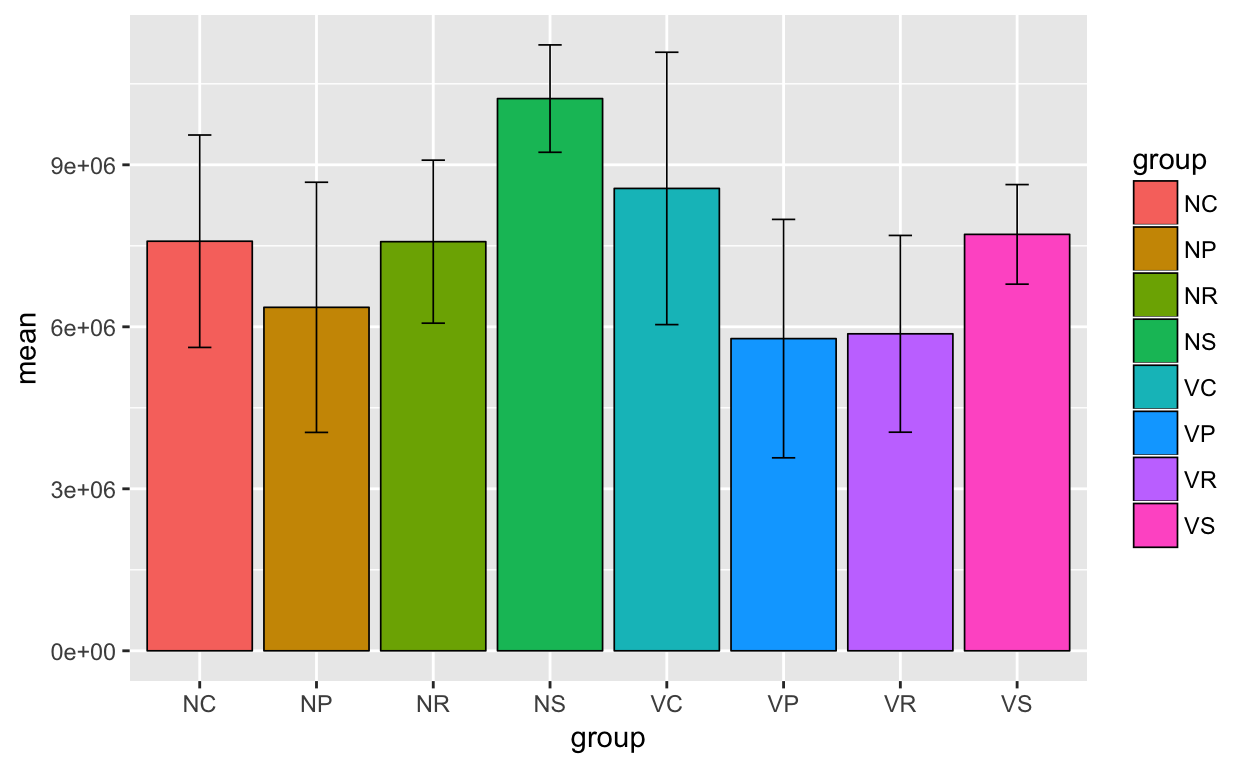 mean
9e+06
6e+06
3e+06
0e+00
NC NP NR NS VC VP VR VS
group
group
NC
NP
NR
NS
VC
VP
VR
VS